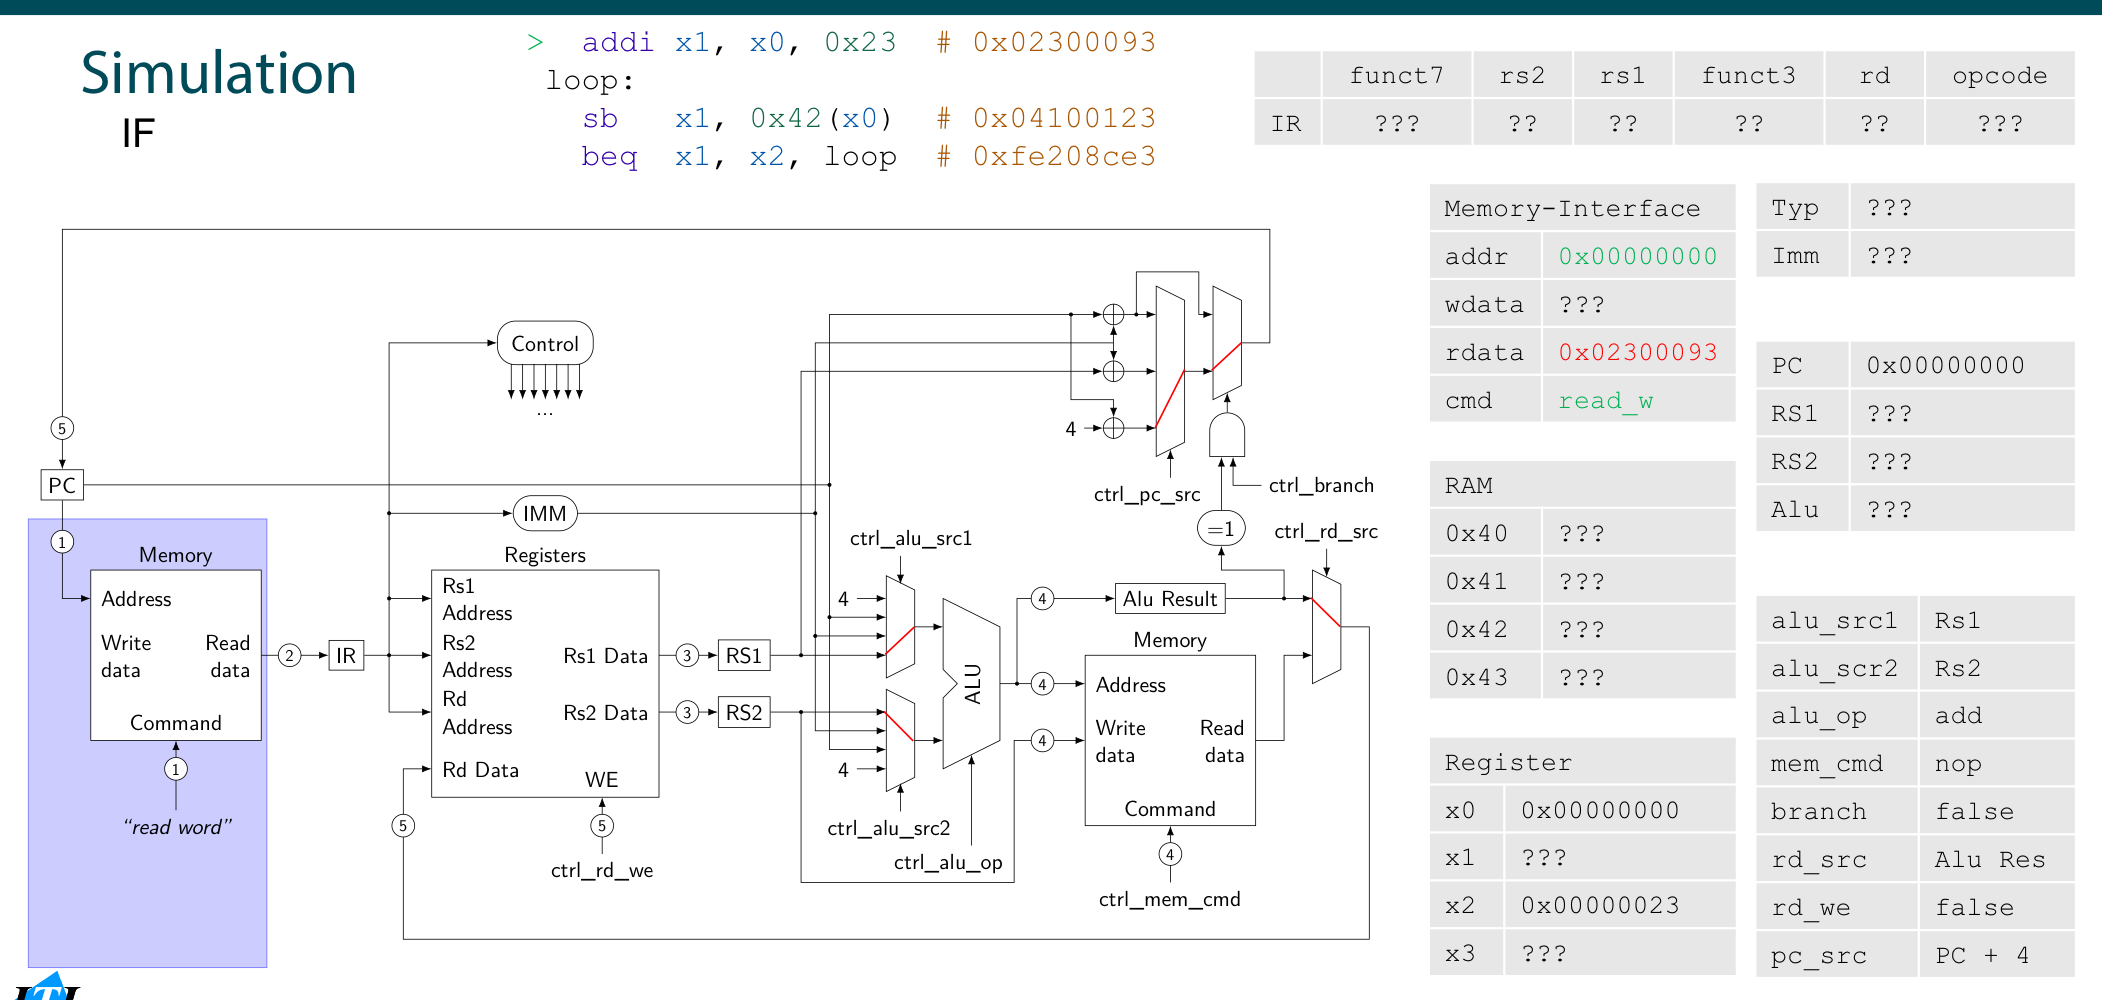 Simulation
IF
> addi x1, x0, 0x23 # 0x02300093
loop:
sb x1, 0x42(x0) # 0x04100123
beq x1, x2, loop # 0xfe208ce3
funct7 rs2 rs1 funct3 rd opcode
IR ??? ?? ?? ?? ?? ???
Memory-Interface
addr 0x00000000
wdata ???
rdata 0x02300093
cmd read_w
Typ ???
Imm ???
PC 0x00000000
RS1 ???
RS2 ???
Alu ???
RAM
0x40 ???
0x41 ???
0x42 ???
0x43 ???
Register
x0 0x00000000
x1 ???
x2 0x00000023
x3 ???
alu_src1 Rs1
alu_scr2 Rs2
alu_op add
mem_cmd nop
branch false
rd_src Alu Res
rd_we false
pc_src PC + 4
5
PC
1
Memory
Address
Write
data
Read
data
Command
1
“read word”
2
IR
Control
...
IMM
Registers
Rs1
Address
Rs2
Address
Rd
Address
Rd Data
WE
Rs1 Data
Rs2 Data
5
5
ctrl_rd_we
3
RS1
3
RS2
ctrl_alu_src1
4
4
ctrl_alu_src2
ALU
ctrl_alu_op
4
ctrl_pc_src
ctrl_branch
=1
ctrl_rd_src
4
Alu Result
4
4
Memory
Address
Write
data
Read
data
Command
4
ctrl_mem_cmd
ITI